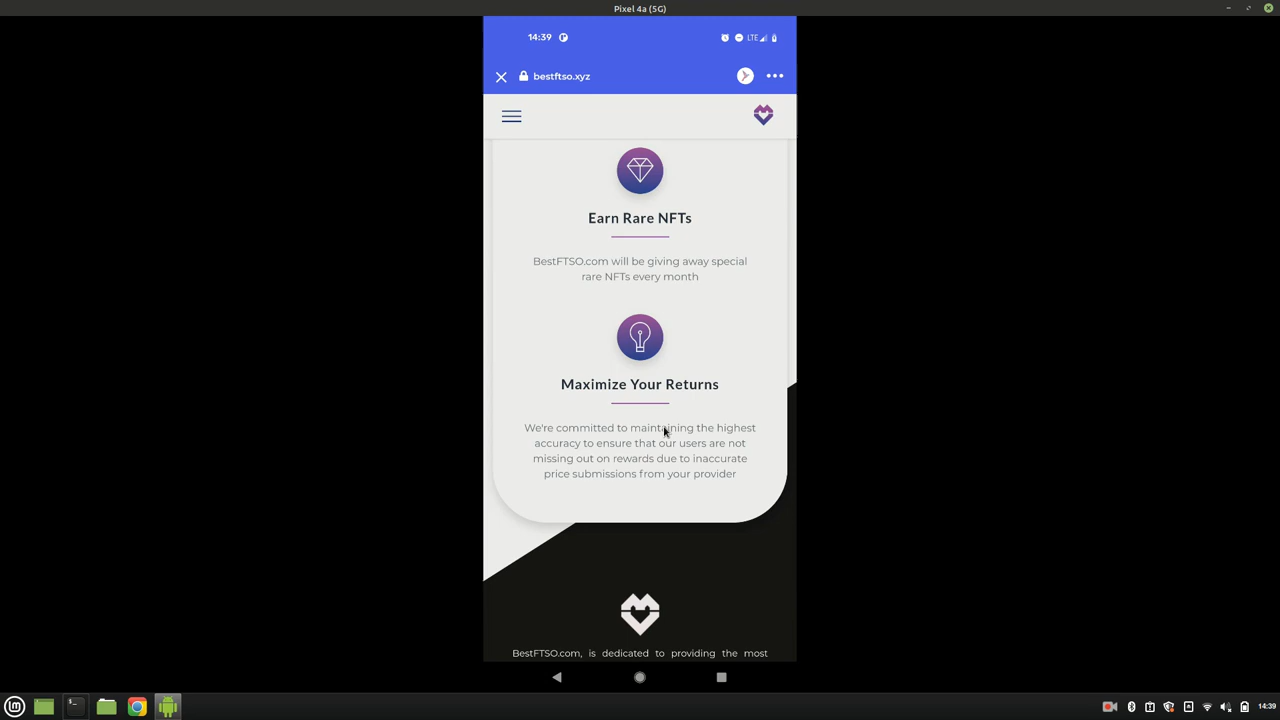 Pixel 4a (5G)
14:39
LTE
bestftso.xyz
Earn Rare NFTs
BestFTSO.com will be giving away special
rare NFTs every month
Maximize Your Returns
We're committed to maintaining the highest
accuracy to ensure that our users are not
missing out on rewards due to inaccurate
price submissions from your provider
BestFTSO.com, is dedicated to providing the most
14:39